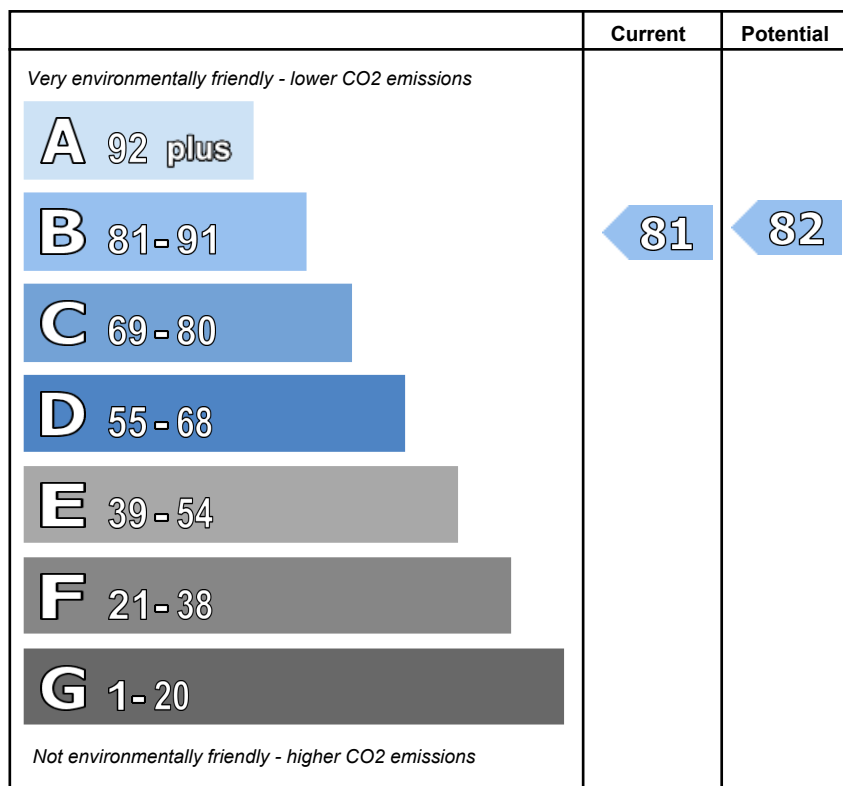 Current Potential
Very environmentally friendly - lower CO2 emissions
A 92 plus
B 81-91 81 82
C 69-80
D 55-68
E 39-54
F 21-38
G 1-20
Not environmentally friendly - higher CO2 emissions